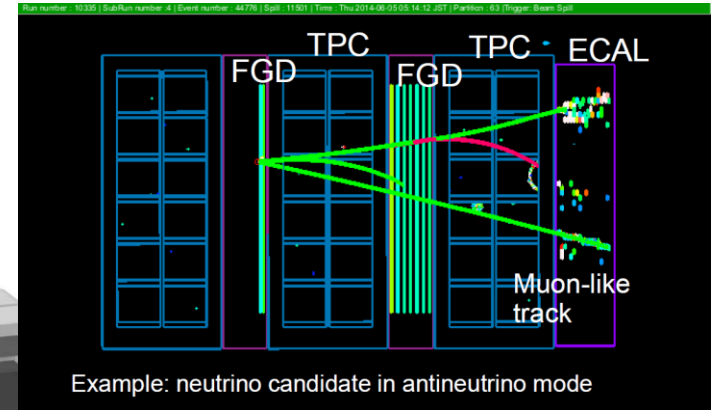 Run number : 10335 | SubRun number :4 | Event number : 44776 | Spill : 11501 | Time : Thu 2014-06-05 05:14:12 JST | Partition : 63 |Trigger: Beam Spill
TPC TPC ECAL
FGD FGD
Muon-like
track
Example: neutrino candidate in antineutrino mode